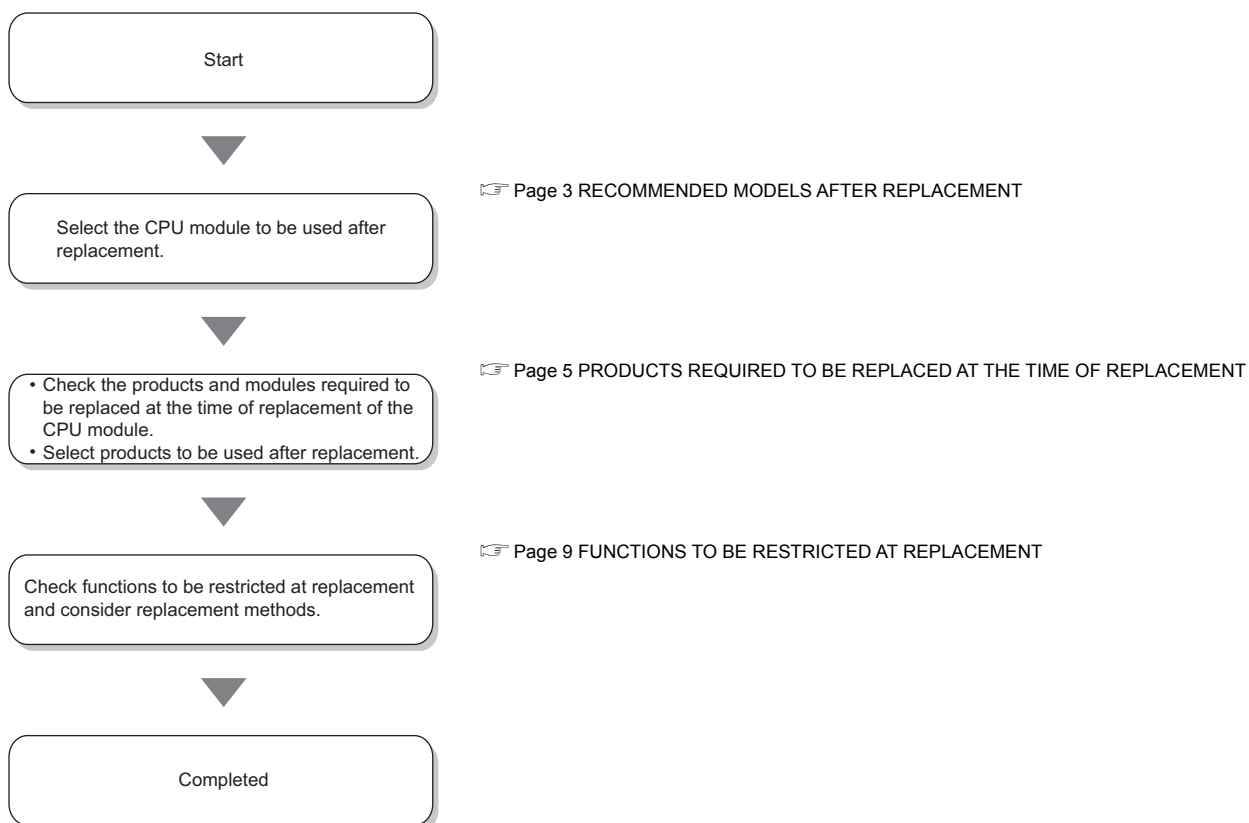 Start
Page 3 RECOMMENDED MODELS AFTER REPLACEMENT
Select the CPU module to be used after
replacement.
Page 5 PRODUCTS REQUIRED TO BE REPLACED AT THE TIME OF REPLACEMENT
• Check the products and modules required to
be replaced at the time of replacement of the
CPU module.
• Select products to be used after replacement.
Page 9 FUNCTIONS TO BE RESTRICTED AT REPLACEMENT
Check functions to be restricted at replacement
and consider replacement methods.
Completed